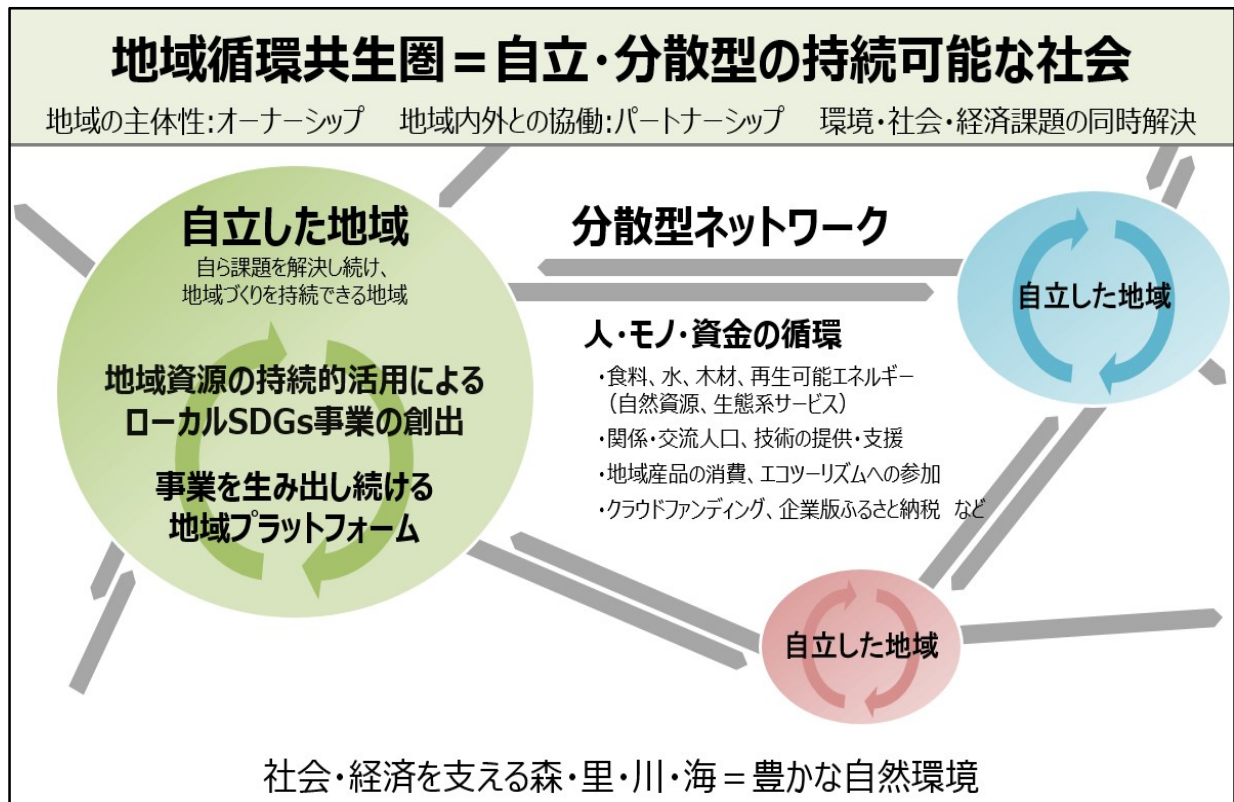 地域循環共生圏＝自立・分散型の持続可能な社会
地域の主体性：オーナーシップ　地域内外との協働：パートナーシップ　環境・社会・経済課題の同時解決
自立した地域
自ら課題を解決し続け、
地域づくりを持続できる地域
地域資源の持続的活用による
ローカルSDGs事業の創出
事業を生み出し続ける
地域プラットフォーム
分散型ネットワーク
人・モノ・資金の循環
・食料、水、木材、再生可能エネルギー
（自然資源、生態系サービス）
・関係・交流人口、技術の提供・支援
・地域産品の消費、エコツーリズムへの参加
・クラウドファンディング、企業版ふるさと納税　など
自立した地域
自立した地域
社会・経済を支える森・里・川・海＝豊かな自然環境